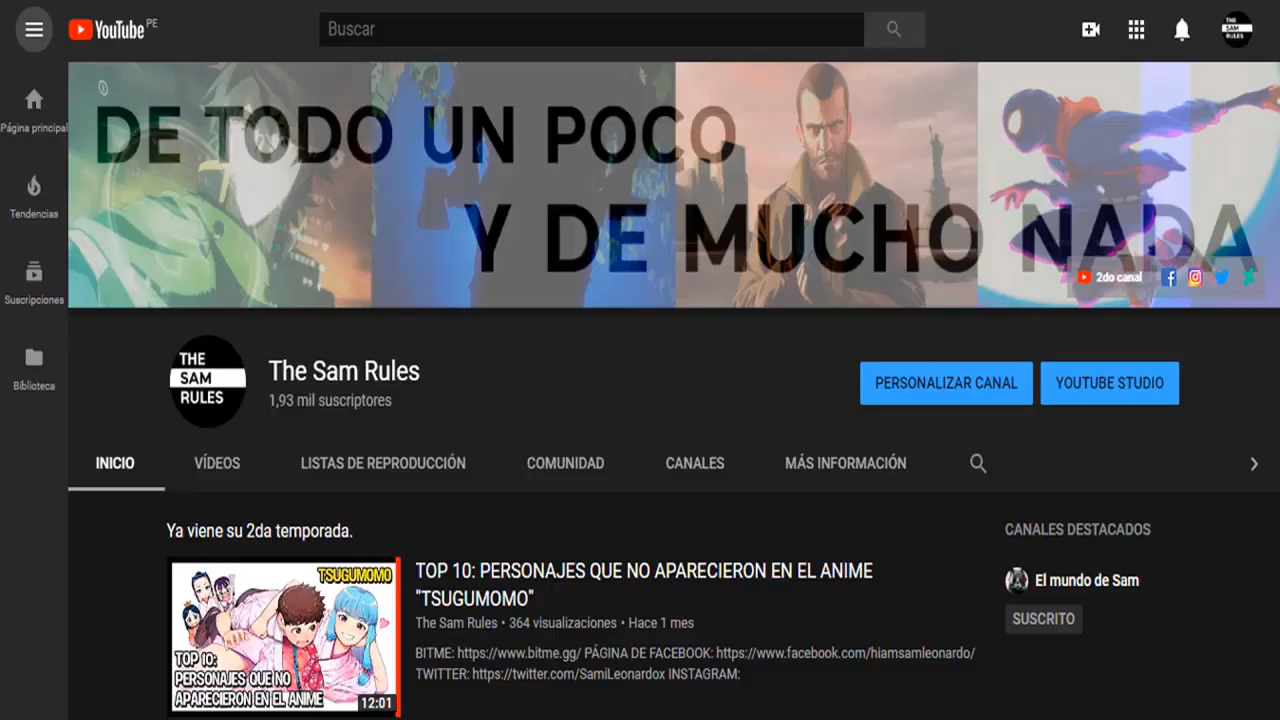 YouTube PE
Buscar
THE
SAM
RULES
Página principal
Tendencias
Suscripciones
Biblioteca
DE TODO UN POCO
Y DE MUCHO NADA
2do canal
THE
SAM
RULES
The Sam Rules
1,93 mil suscriptores
PERSONALIZAR CANAL
YOUTUBE STUDIO
INICIO
VÍDEOS
LISTAS DE REPRODUCCIÓN
COMUNIDAD
CANALES
MÁS INFORMACIÓN
Ya viene su 2da temporada.
TSUGUMOMO
TOP 10:
PERSONAJES QUE NO
APARECIERON EN EL ANIME
12:01
TOP 10: PERSONAJES QUE NO APARECIERON EN EL ANIME
"TSUGUMOMO"
The Sam Rules • 364 visualizaciones • Hace 1 mes
BITME: https://www.bitme.gg/ PÁGINA DE FACEBOOK: https://www.facebook.com/hiamsamleonardo/
TWITTER: https://twitter.com/SamiLeonardox INSTAGRAM:
CANALES DESTACADOS
El mundo de Sam
SUSCRITO